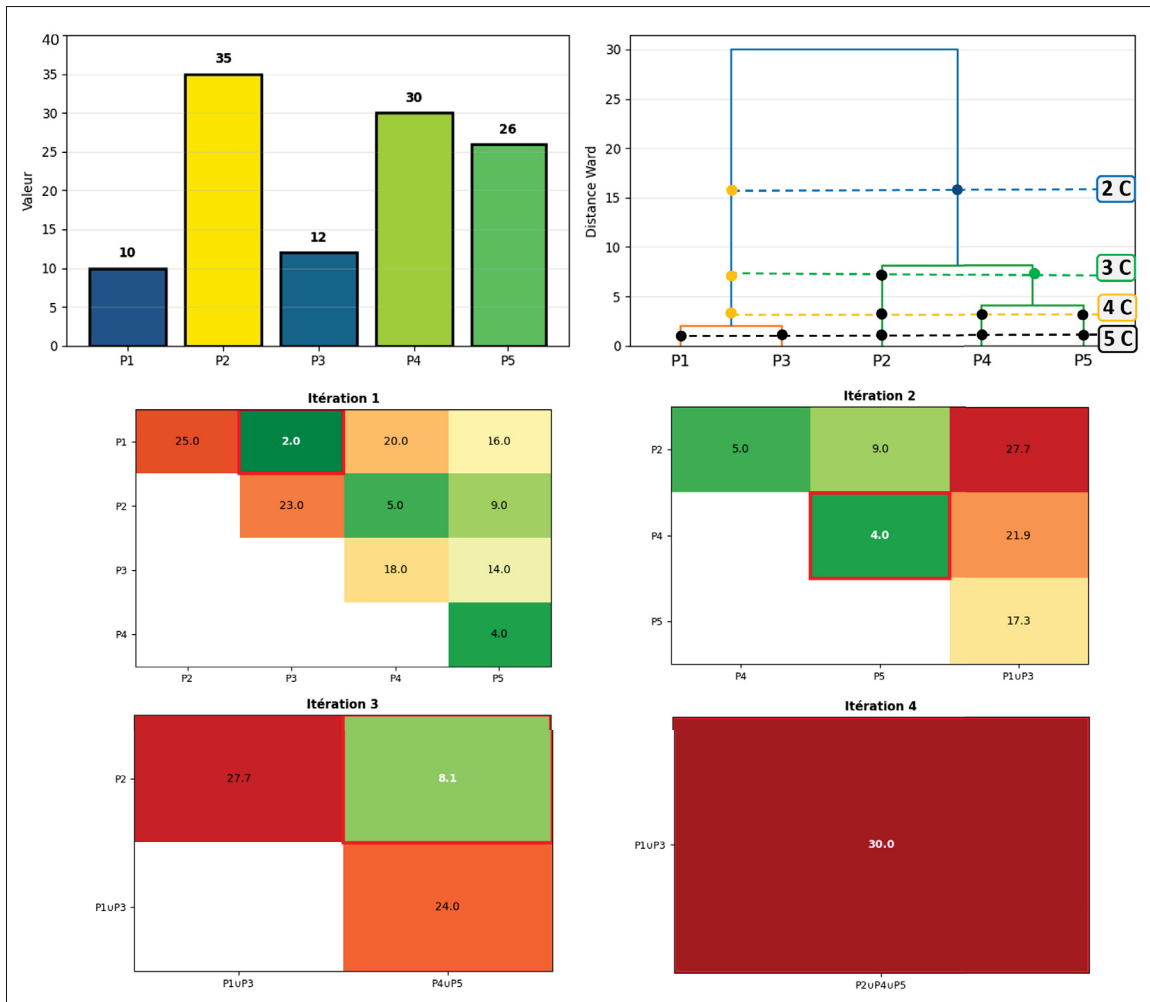 40
35
30
25
20
15
10
5
0
Valeur
10
35
12
30
26
P1
P2
P3
P4
P5
30
25
20
15
10
5
0
Distance Ward
2 C
3 C
4 C
5 C
P1
P3
P2
P4
P5
Itération 1
P1
25.0
2.0
20.0
16.0
P2
23.0
5.0
9.0
P3
18.0
14.0
P4
4.0
P2
P3
P4
P5
Itération 2
P2
5.0
9.0
27.7
P4
4.0
21.9
P5
17.3
P4
P5
P1∪P3
Itération 3
P2
27.7
8.1
P1∪P3
24.0
P1∪P3
P4∪P5
Itération 4
P1∪P3
30.0
P2∪P4∪P5